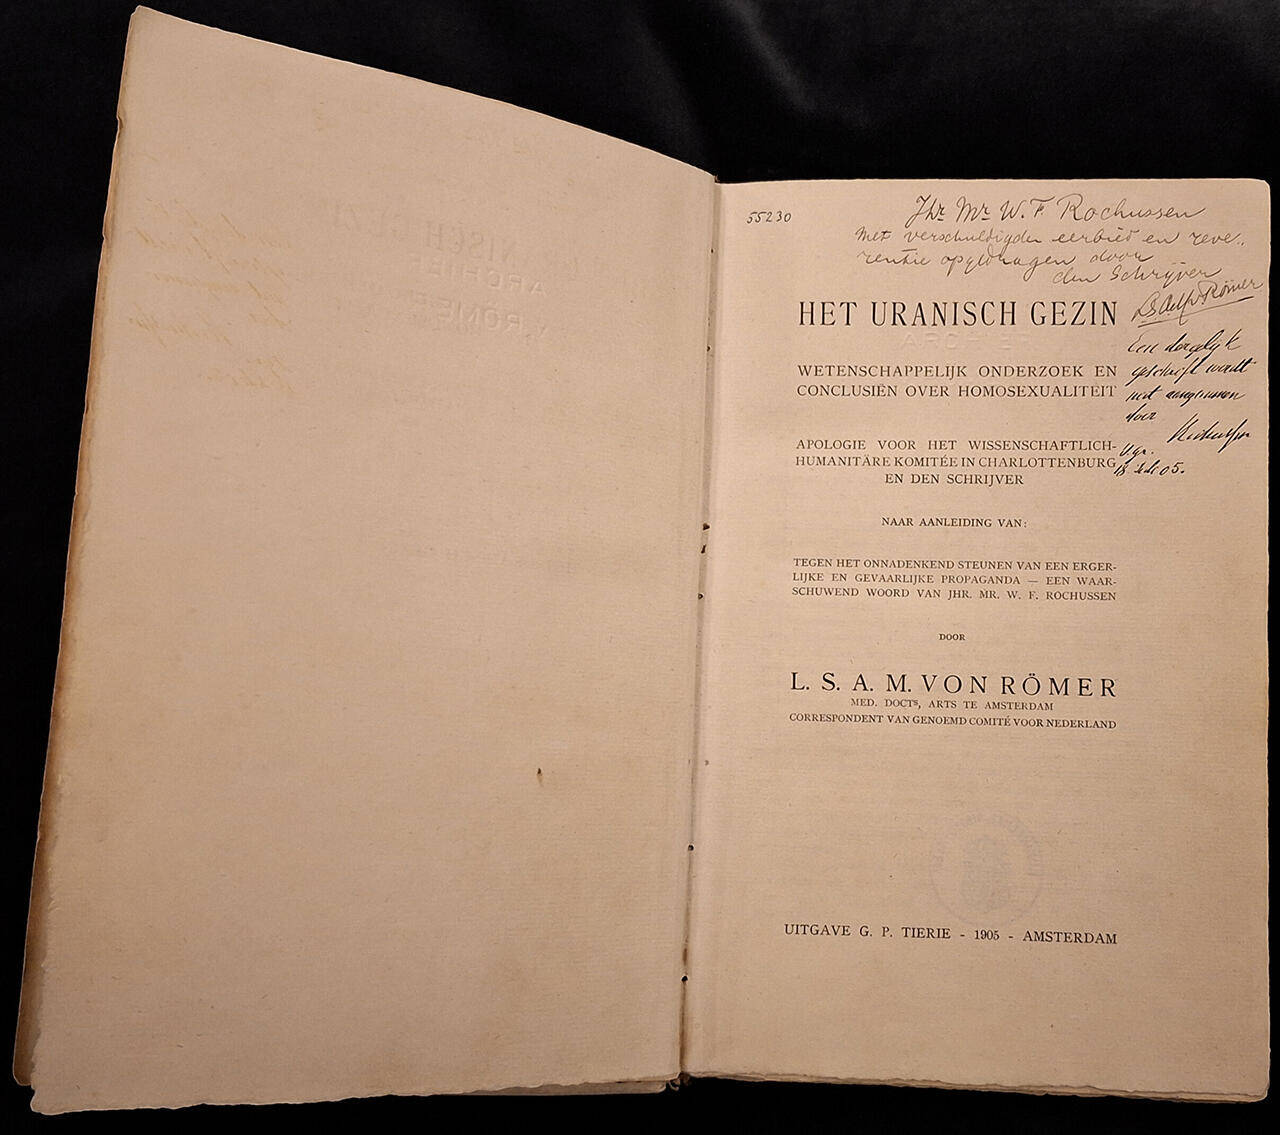 55230
Jhr Mr W. F. Rochussen
met verschuldigde eerbied en reve-
rentie opgedragen door
den Schrijver
v Römer
HET URANISCH GEZIN
Een dergelijk
geschrift wordt
niet aangenomen
door
Rochussen
WETENSCHAPPELIJK ONDERZOEK EN
CONCLUSIËN OVER HOMOSEXUALITEIT
APOLOGIE VOOR HET WISSENSCHAFTLICH-
HUMANITÄRE KOMITÉE IN CHARLOTTENBURG
EN DEN SCHRIJVER
NAAR AANLEIDING VAN:
TEGEN HET ONNADENKEND STEUNEN VAN EEN ERGER-
LIJKE EN GEVAARLIJKE PROPAGANDA — EEN WAAR-
SCHUWEND WOORD VAN JHR. MR. W. F. ROCHUSSEN
DOOR
L. S. A. M. VON RÖMER
MED. DOCTS, ARTS TE AMSTERDAM
CORRESPONDENT VAN GENOEMD COMITÉ VOOR NEDERLAND
UITGAVE G. P. TIERIE - 1905 - AMSTERDAM